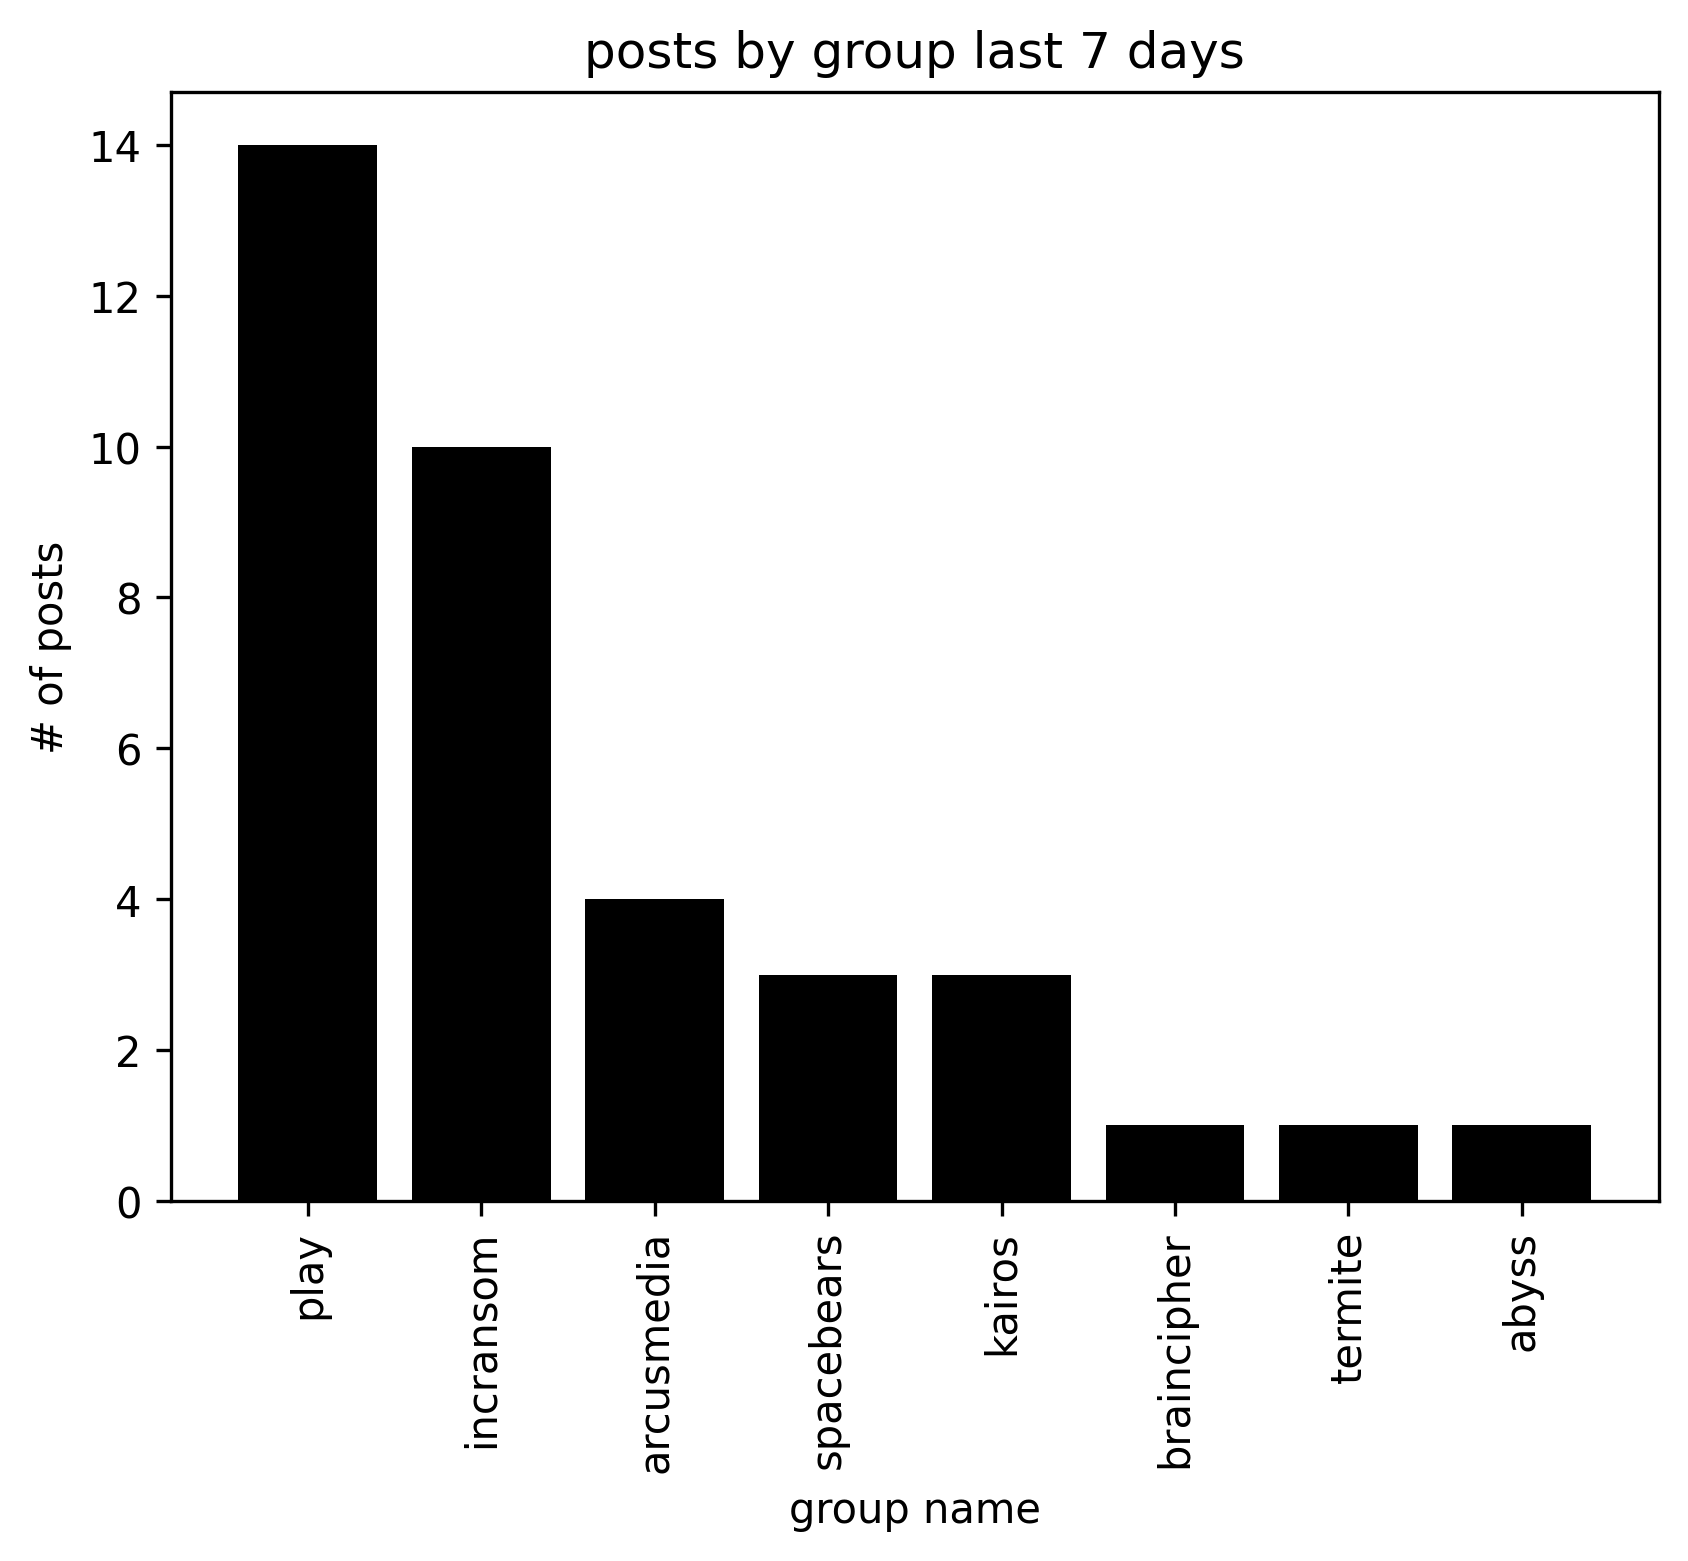 posts by group last 7 days
# of posts
14
12
10
8
6
4
2
0
play
incransom
arcusmedia
spacebears
kairos
braincipher
termite
abyss
group name